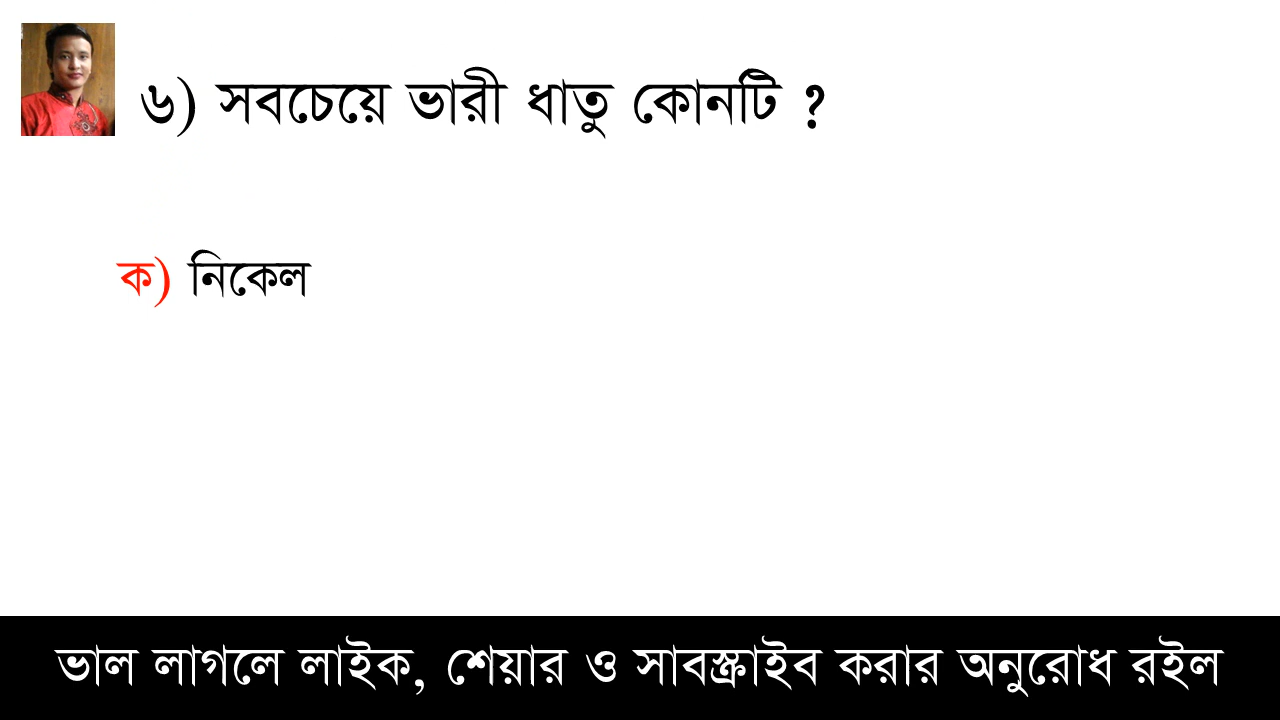 ৬) সবচেয়ে ভারী ধাতু কোনটি ?
ক) নিকেল
ভাল লাগলে লাইক, শেয়ার ও সাবস্ক্রাইব করার অনুরোধ রইল